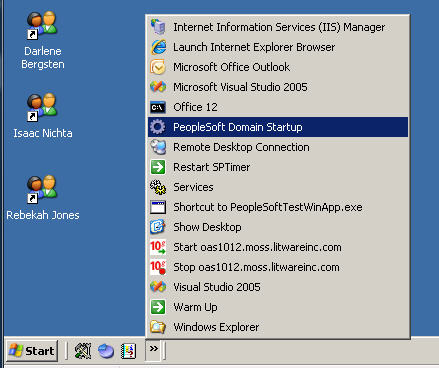 Darlene
Bergsten
Isaac Nichta
Rebekah Jones
Internet Information Services (IIS) Manager
Launch Internet Explorer Browser
Microsoft Office Outlook
Microsoft Visual Studio 2005
Office 12
PeopleSoft Domain Startup
Remote Desktop Connection
Restart SPTimer
Services
Shortcut to PeopleSoftTestWinApp.exe
Show Desktop
Start oas1012.moss.litwareinc.com
Stop oas1012.moss.litwareinc.com
Visual Studio 2005
Warm Up
Windows Explorer
Start